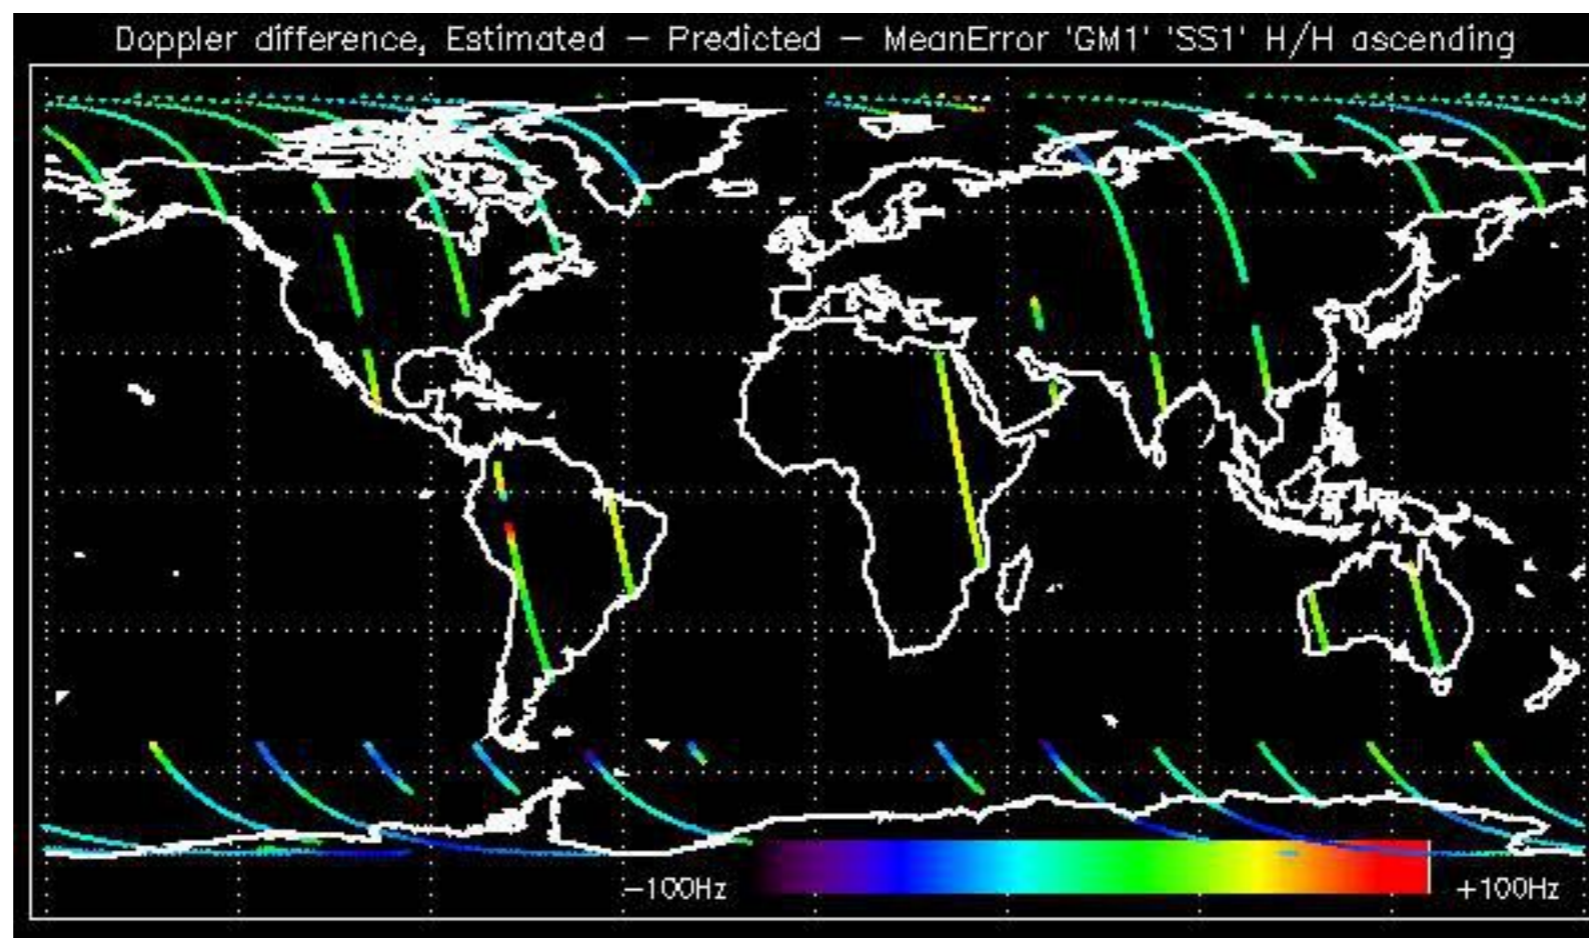 Doppler difference, Estimated – Predicted – MeanError 'GM1' 'SS1' H/H ascending
–100Hz
+100Hz